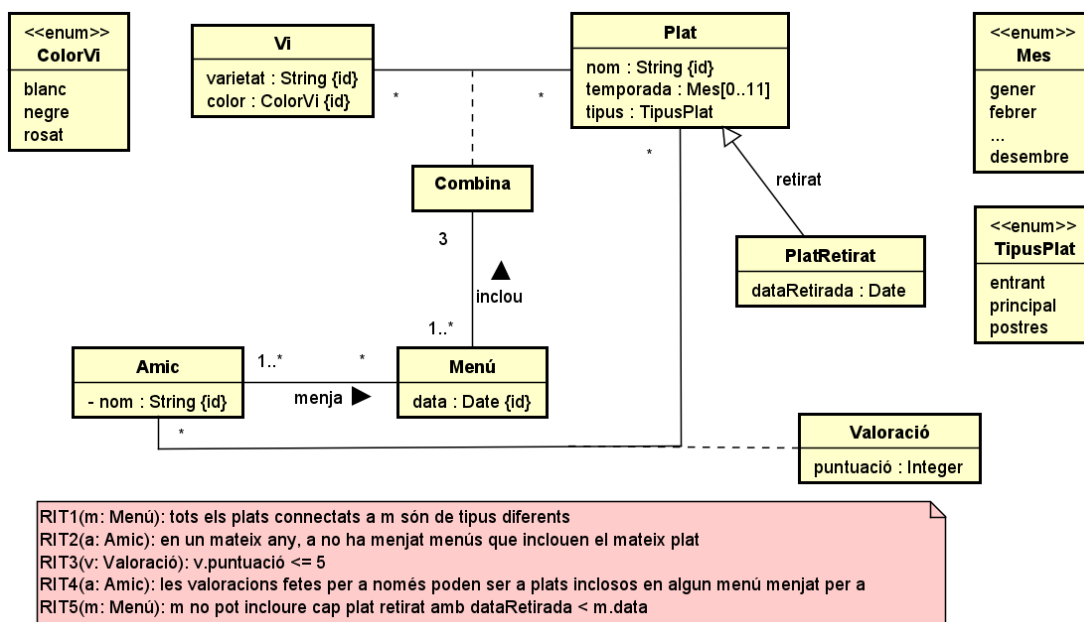 <<enum>>
ColorVi
blanc
negre
rosat
Vi
varietat : String {id}
color : ColorVi {id}
*
*
Plat
nom : String {id}
temporada : Mes[0..11]
tipus : TipusPlat
*
<<enum>>
Mes
gener
febrer
...
desembre
Combina
3
inclou
1..*
retirat
PlatRetirat
dataRetirada : Date
<<enum>>
TipusPlat
entrant
principal
postres
Amic
- nom : String {id}
*
1..*
*
menja
Menú
data : Date {id}
Valoració
puntuació : Integer
RIT1(m: Menú): tots els plats connectats a m són de tipus diferents
RIT2(a: Amic): en un mateix any, a no ha menjat menús que inclouen el mateix plat
RIT3(v: Valoració): v.puntuació <= 5
RIT4(a: Amic): les valoracions fetes per a només poden ser a plats inclosos en algun menú menjat per a
RIT5(m: Menú): m no pot incloure cap plat retirat amb dataRetirada < m.data